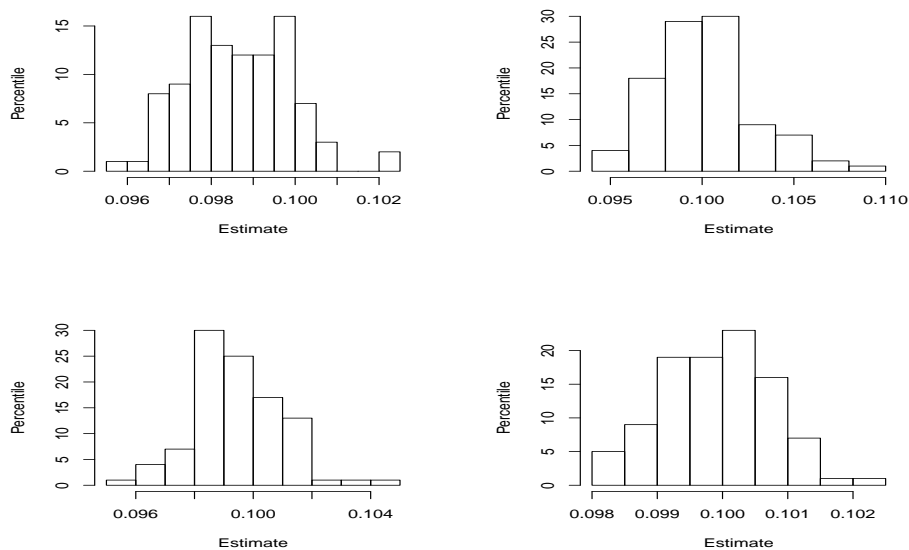 Percentile
0 5 10 15
0.096 0.098 0.100 0.102
Estimate
Percentile
0 5 10 15 20 25 30
0.095 0.100 0.105 0.110
Estimate
Percentile
0 5 10 15 20 25 30
0.096 0.100 0.104
Estimate
Percentile
0 5 10 15 20
0.098 0.099 0.100 0.101 0.102
Estimate